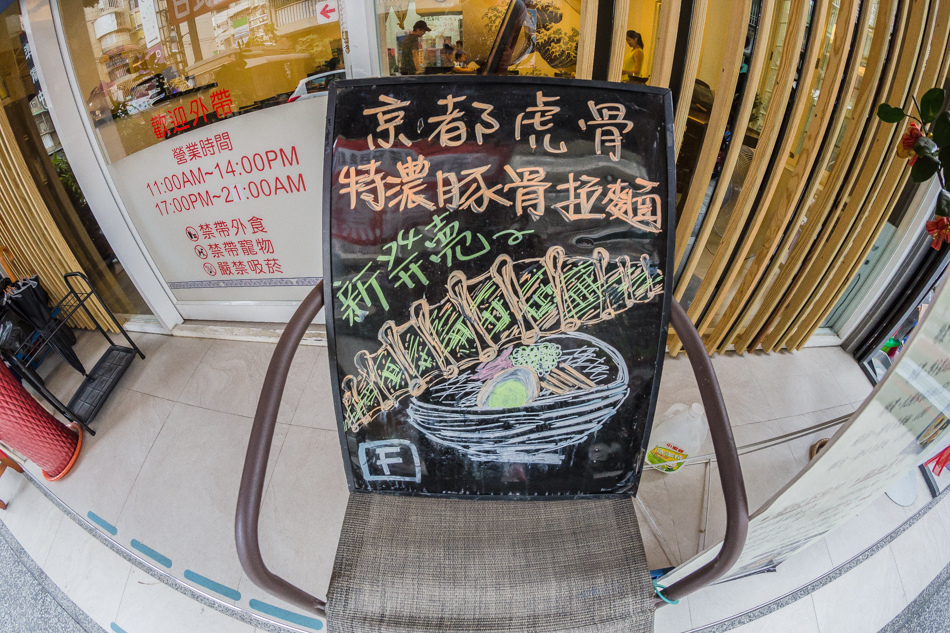 歡迎外帶
營業時間
11:00AM~14:00PM
17:00PM~21:00AM
禁帶外食
禁帶寵物
嚴禁吸菸
京都虎骨
特濃豚骨拉麵
新莊
F